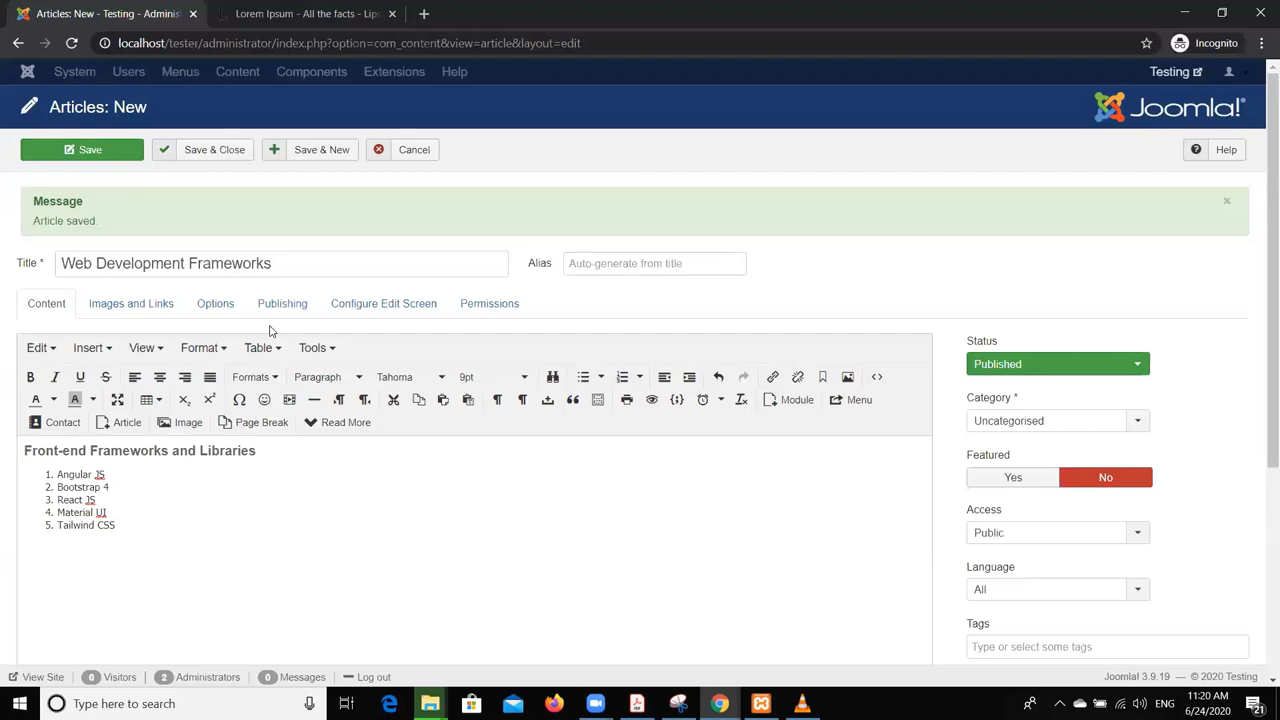 Articles: New - Testing - Adminis
Lorem Ipsum - All the facts - Lips
localhost/tester/administrator/index.php?option=com_content&view=article&layout=edit
Incognito
System Users Menus Content Components Extensions Help
Testing
Articles: New
Joomla!®
Save
Save & Close
Save & New
Cancel
Help
Message
Article saved.
Title *
Web Development Frameworks
Alias
Auto-generate from title
Content
Images and Links
Options
Publishing
Configure Edit Screen
Permissions
Edit Insert View Format Table Tools
B I U S Formats Paragraph Tahoma 9pt
A A Module Menu
Contact Article Image Page Break Read More
Front-end Frameworks and Libraries
1. Angular JS
2. Bootstrap 4
3. React JS
4. Material UI
5. Tailwind CSS
Status
Published
Category *
Uncategorised
Featured
Yes No
Access
Public
Language
All
Tags
Type or select some tags
View Site 0 Visitors 2 Administrators 0 Messages Log out
Joomla! 3.9.19 — © 2020 Testing
Type here to search
ENG
11:20 AM
6/24/2020
21